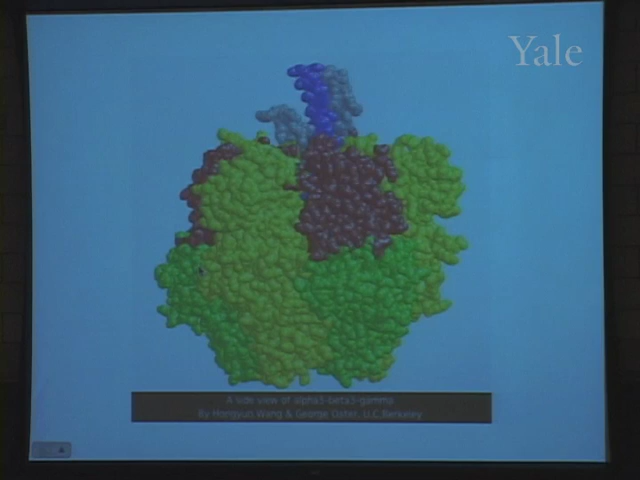 Yale
A side view of alpha3-beta3-gamma
By Hongyun Wang & George Oster, U.C.Berkeley